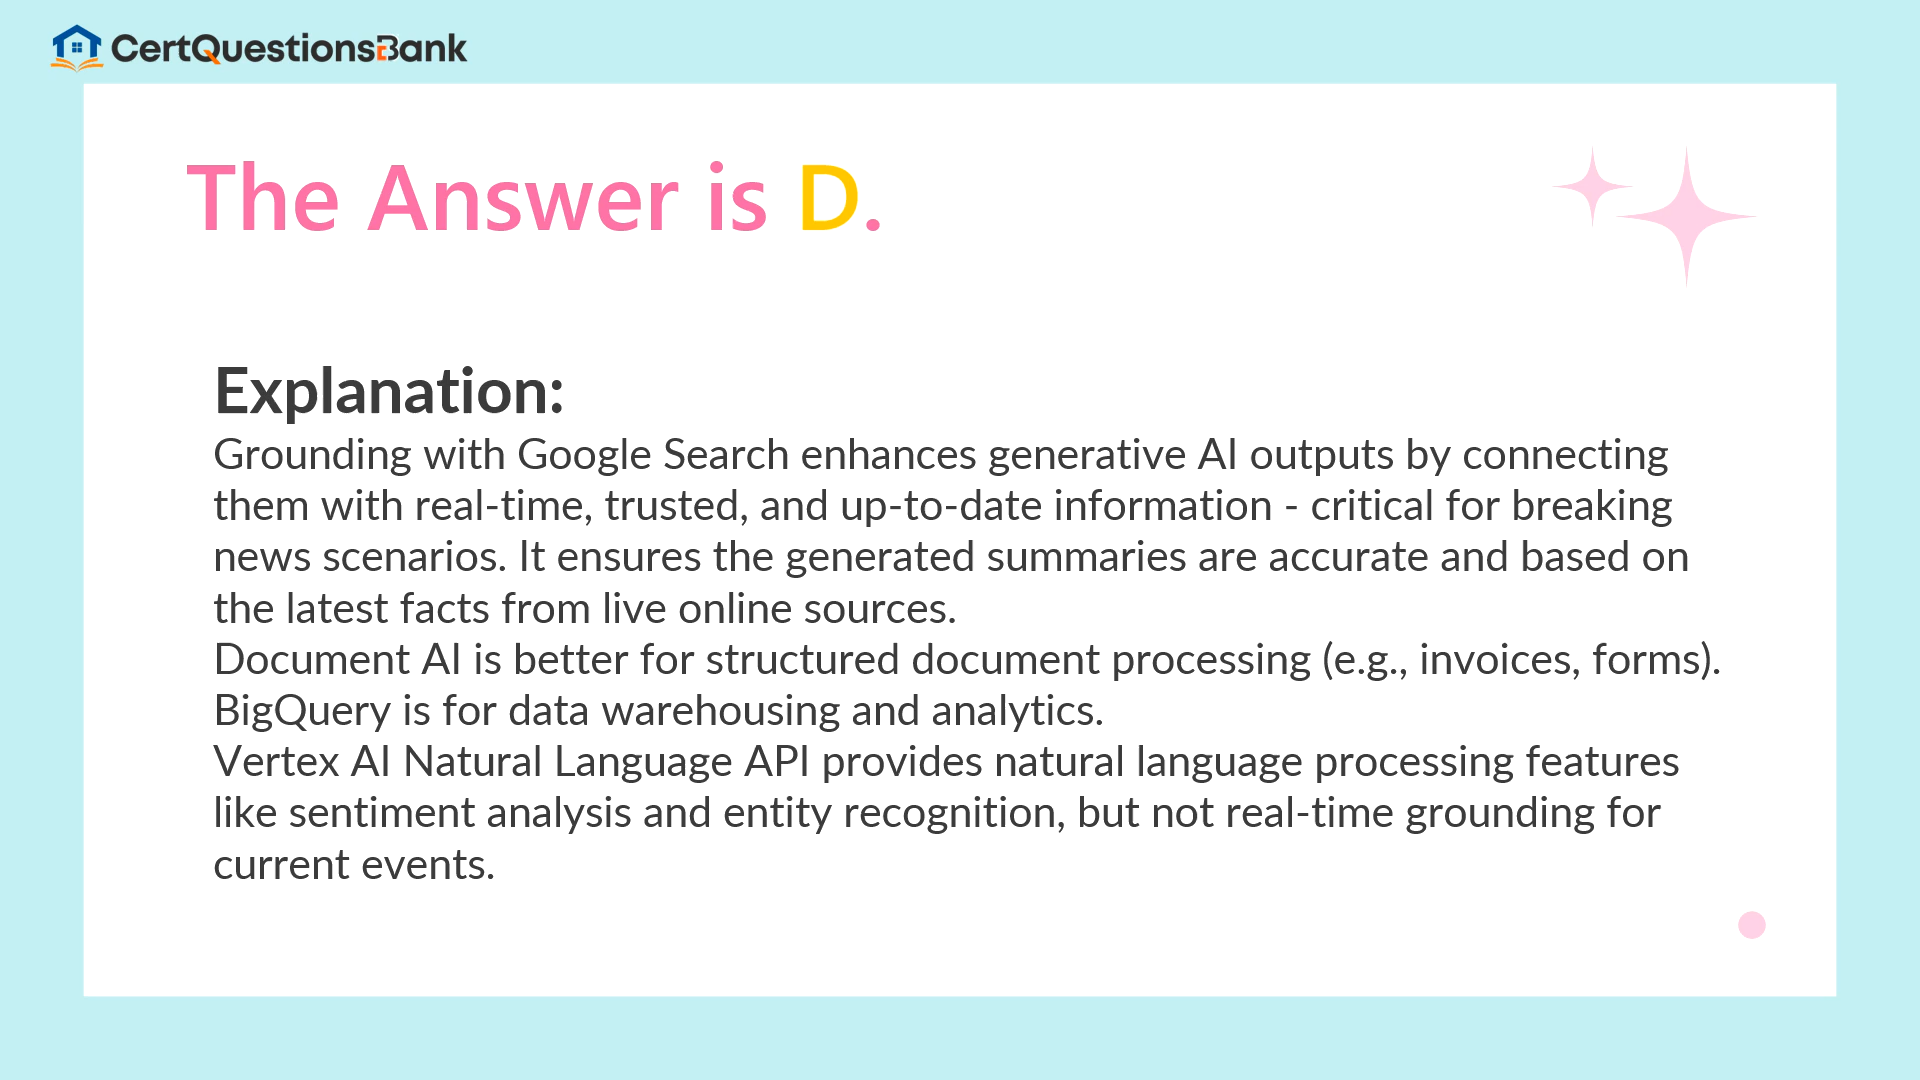 CertQuestionsBank
The Answer is D.
Explanation:
Grounding with Google Search enhances generative AI outputs by connecting
them with real-time, trusted, and up-to-date information - critical for breaking
news scenarios. It ensures the generated summaries are accurate and based on
the latest facts from live online sources.
Document AI is better for structured document processing (e.g., invoices, forms).
BigQuery is for data warehousing and analytics.
Vertex AI Natural Language API provides natural language processing features
like sentiment analysis and entity recognition, but not real-time grounding for
current events.